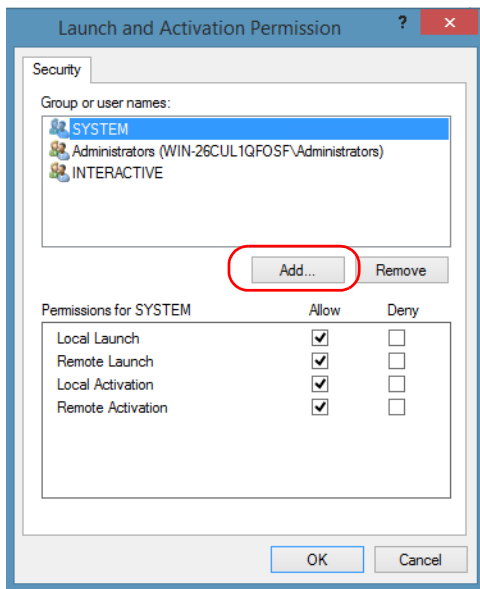 Launch and Activation Permission ? ×
Security
Group or user names:
SYSTEM
Administrators (WIN-26CUL1QFOSF\Administrators)
INTERACTIVE
Add... Remove
Permissions for SYSTEM Allow Deny
Local Launch
Remote Launch
Local Activation
Remote Activation
OK Cancel